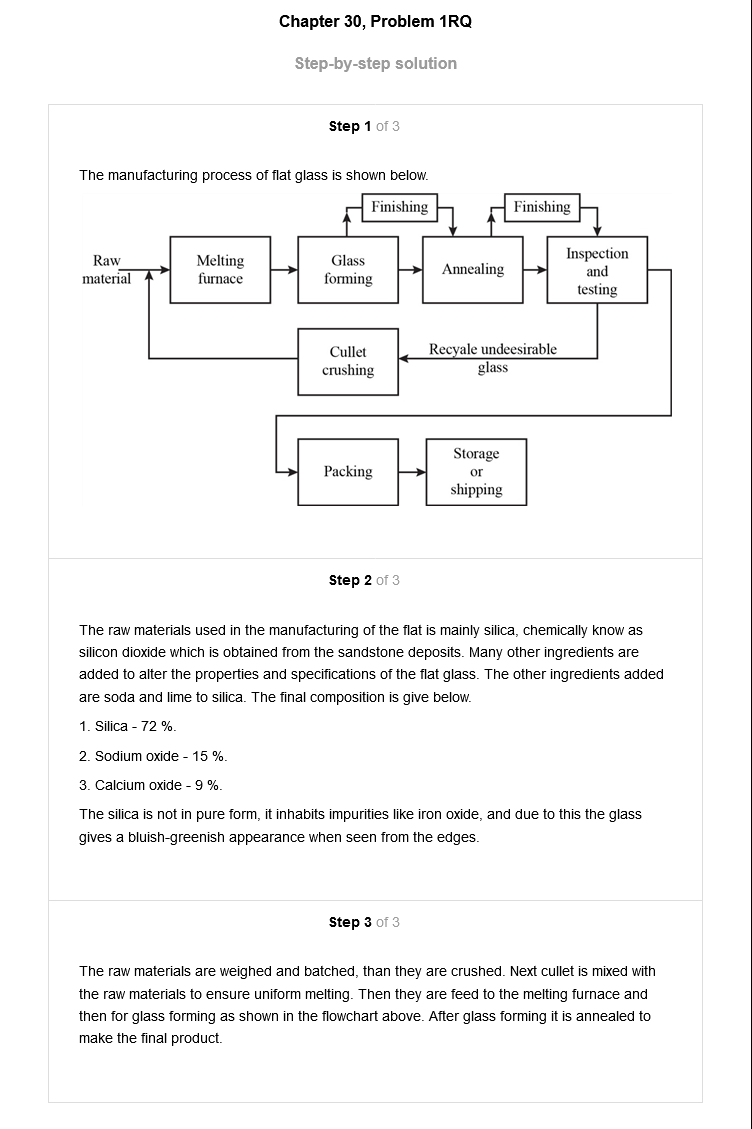 Chapter 30, Problem 1RQ
Step-by-step solution
Step 1 of 3
The manufacturing process of flat glass is shown below.
Finishing
Finishing
Raw
material
Melting
furnace
Glass
forming
Annealing
Inspection
and
testing
Cullet
crushing
Recyale undeesirable
glass
Packing
Storage
or
shipping
Step 2 of 3
The raw materials used in the manufacturing of the flat is mainly silica, chemically know as
silicon dioxide which is obtained from the sandstone deposits. Many other ingredients are
added to alter the properties and specifications of the flat glass. The other ingredients added
are soda and lime to silica. The final composition is give below.
1. Silica - 72 %.
2. Sodium oxide - 15 %.
3. Calcium oxide - 9 %.
The silica is not in pure form, it inhabits impurities like iron oxide, and due to this the glass
gives a bluish-greenish appearance when seen from the edges.
Step 3 of 3
The raw materials are weighed and batched, than they are crushed. Next cullet is mixed with
the raw materials to ensure uniform melting. Then they are feed to the melting furnace and
then for glass forming as shown in the flowchart above. After glass forming it is annealed to
make the final product.